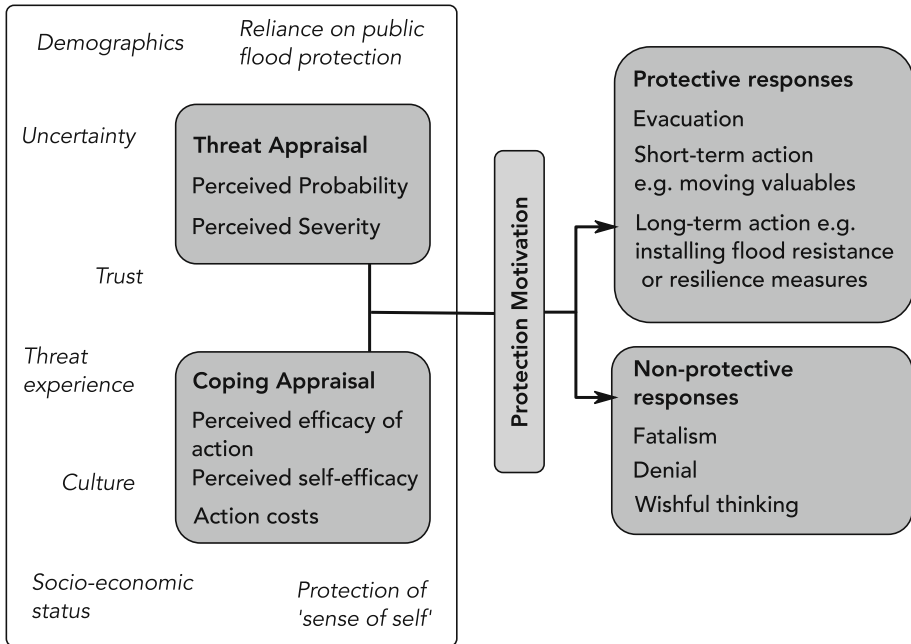 Demographics
Reliance on public
flood protection
Uncertainty
Threat Appraisal
Perceived Probability
Perceived Severity
Trust
Threat
experience
Coping Appraisal
Perceived efficacy of
action
Perceived self-efficacy
Action costs
Culture
Socio-economic
status
Protection of
'sense of self'
Protection Motivation
Protective responses
Evacuation
Short-term action
e.g. moving valuables
Long-term action e.g.
installing flood resistance
or resilience measures
Non-protective
responses
Fatalism
Denial
Wishful thinking